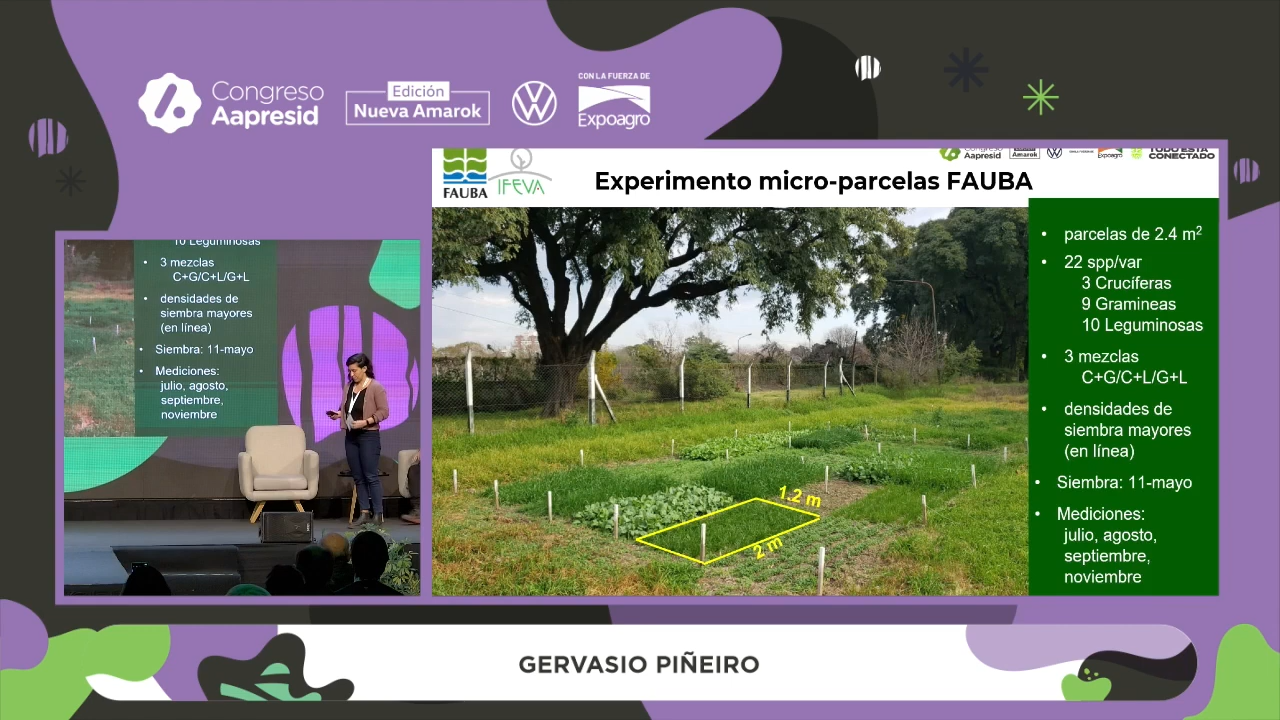 Congreso
Aapresid
Edición
Nueva Amarok
CON LA FUERZA DE
Expoagro
FAUBA
IFEVA
Experimento micro-parcelas FAUBA
Congreso
Aapresid
Amarok
Expoagro
TODO ESTÁ
CONECTADO
• parcelas de 2.4 m²
• 22 spp/var
3 Crucíferas
9 Gramineas
10 Leguminosas
• 3 mezclas
C+G/C+L/G+L
• densidades de
siembra mayores
(en línea)
• Siembra: 11-mayo
• Mediciones:
julio, agosto,
septiembre,
noviembre
1.2 m
2 m
10 Leguminosas
• 3 mezclas
C+G/C+L/G+L
• densidades de
siembra mayores
(en línea)
• Siembra: 11-mayo
• Mediciones:
julio, agosto,
septiembre,
noviembre
GERVASIO PIÑEIRO